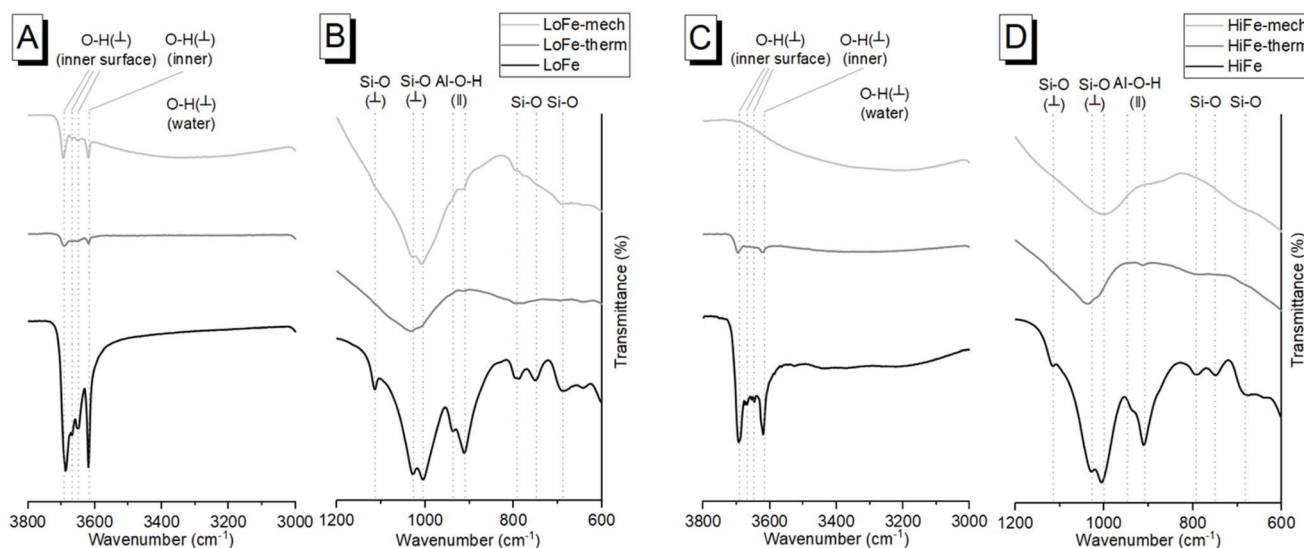 A
O-H(⊥)
(inner surface)
O-H(⊥)
(inner)
O-H(⊥)
(water)
3800
3600
3400
3200
3000
Wavenumber (cm⁻¹)
B
LoFe-mech
LoFe-therm
LoFe
Si-O
(⊥)
Si-O
(⊥)
Al-O-H
(||)
Si-O
Si-O
Transmittance (%)
1200
1000
800
600
Wavenumber (cm⁻¹)
C
O-H(⊥)
(inner surface)
O-H(⊥)
(inner)
O-H(⊥)
(water)
3800
3600
3400
3200
3000
Wavenumber (cm⁻¹)
D
HiFe-mech
HiFe-therm
HiFe
Si-O
(⊥)
Si-O
(⊥)
Al-O-H
(||)
Si-O
Si-O
Transmittance (%)
1200
1000
800
600
Wavenumber (cm⁻¹)